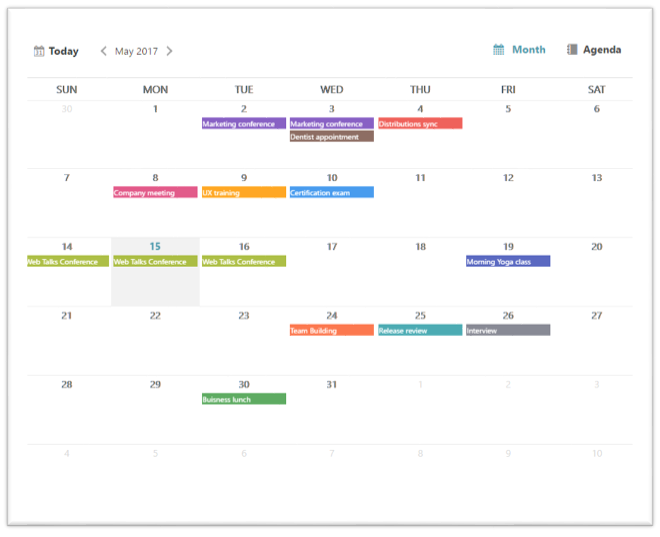 Today May 2017 Month Agenda
SUN MON TUE WED THU FRI SAT
30 1 2 3 4 5 6
Marketing conference Marketing conference Distributions sync
Dentist appointment
7 8 9 10 11 12 13
Company meeting UX training Certification exam
14 15 16 17 18 19 20
Web Talks Conference Web Talks Conference Web Talks Conference Morning Yoga class
21 22 23 24 25 26 27
Team Building Release review Interview
28 29 30 31 1 2 3
Buisness lunch
4 5 6 7 8 9 10